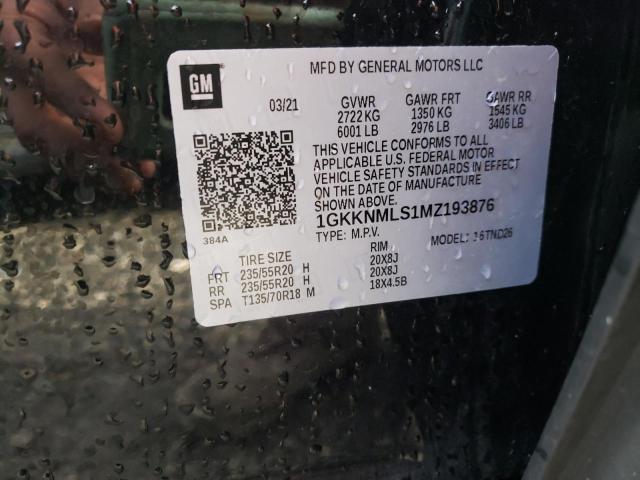 GM
MFD BY GENERAL MOTORS LLC
03/21 GVWR GAWR FRT GAWR RR
2722 KG 1350 KG 1545 KG
6001 LB 2976 LB 3406 LB
THIS VEHICLE CONFORMS TO ALL
APPLICABLE U.S. FEDERAL MOTOR
VEHICLE SAFETY STANDARDS IN EFFECT
ON THE DATE OF MANUFACTURE
SHOWN ABOVE.
1GKKNMLS1MZ193876
384A TYPE: M.P.V. MODEL: 16TND26
TIRE SIZE RIM
FRT 235/55R20 H 20X8J
RR 235/55R20 H 20X8J
SPA T135/70R18 M 18X4.5B